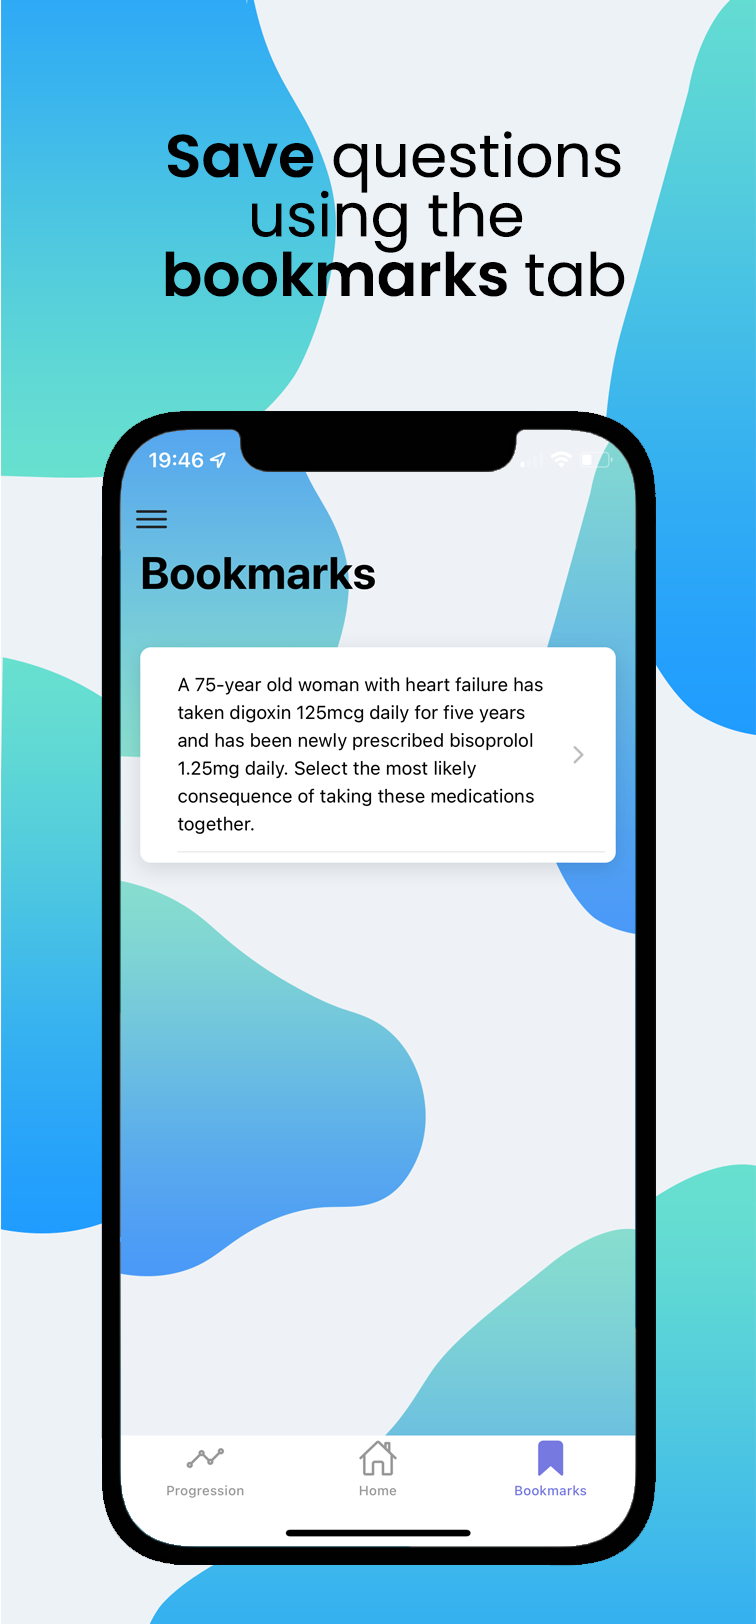 Save questions
using the
bookmarks tab
19:46
Bookmarks
A 75-year old woman with heart failure has
taken digoxin 125mcg daily for five years
and has been newly prescribed bisoprolol
1.25mg daily. Select the most likely
consequence of taking these medications
together.
Progression
Home
Bookmarks